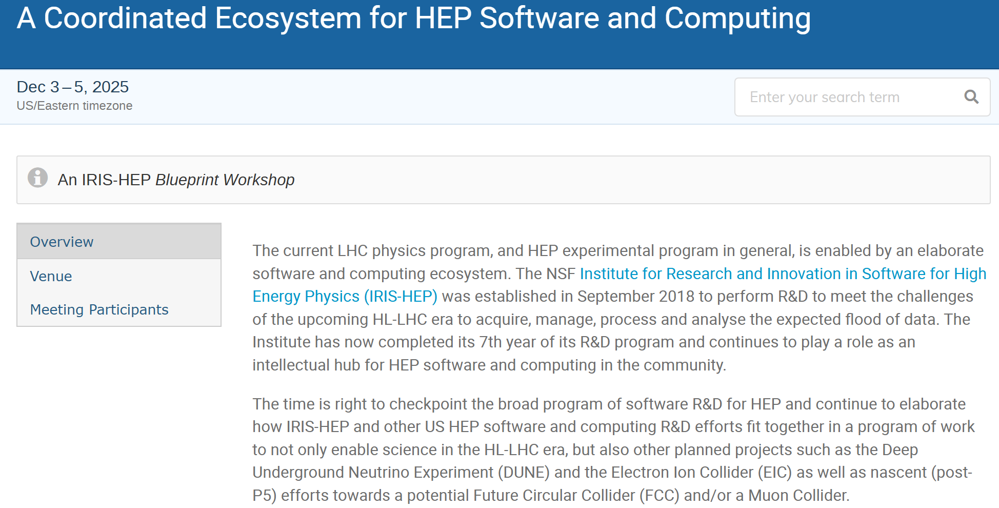 A Coordinated Ecosystem for HEP Software and Computing
Dec 3 – 5, 2025
US/Eastern timezone
Enter your search term
An IRIS-HEP Blueprint Workshop
Overview
Venue
Meeting Participants
The current LHC physics program, and HEP experimental program in general, is enabled by an elaborate
software and computing ecosystem. The NSF Institute for Research and Innovation in Software for High
Energy Physics (IRIS-HEP) was established in September 2018 to perform R&D to meet the challenges
of the upcoming HL-LHC era to acquire, manage, process and analyse the expected flood of data. The
Institute has now completed its 7th year of its R&D program and continues to play a role as an
intellectual hub for HEP software and computing in the community.
The time is right to checkpoint the broad program of software R&D for HEP and continue to elaborate
how IRIS-HEP and other US HEP software and computing R&D efforts fit together in a program of work
to not only enable science in the HL-LHC era, but also other planned projects such as the Deep
Underground Neutrino Experiment (DUNE) and the Electron Ion Collider (EIC) as well as nascent (post-
P5) efforts towards a potential Future Circular Collider (FCC) and/or a Muon Collider.